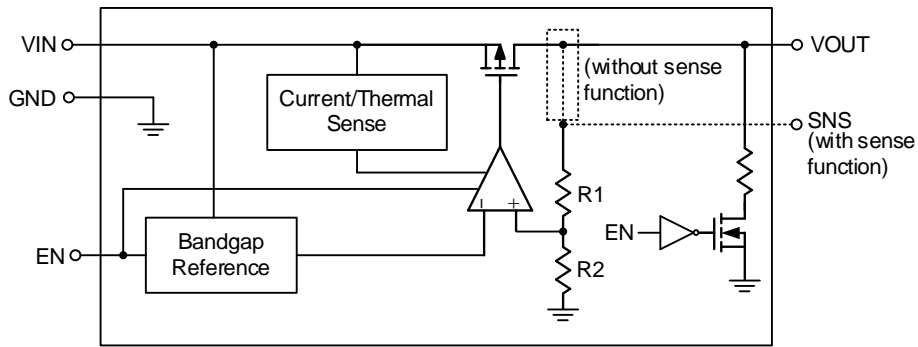 VIN
VOUT
(without sense
function)
GND
Current/Thermal
Sense
SNS
(with sense
function)
R1
- +
EN
EN
Bandgap
Reference
R2